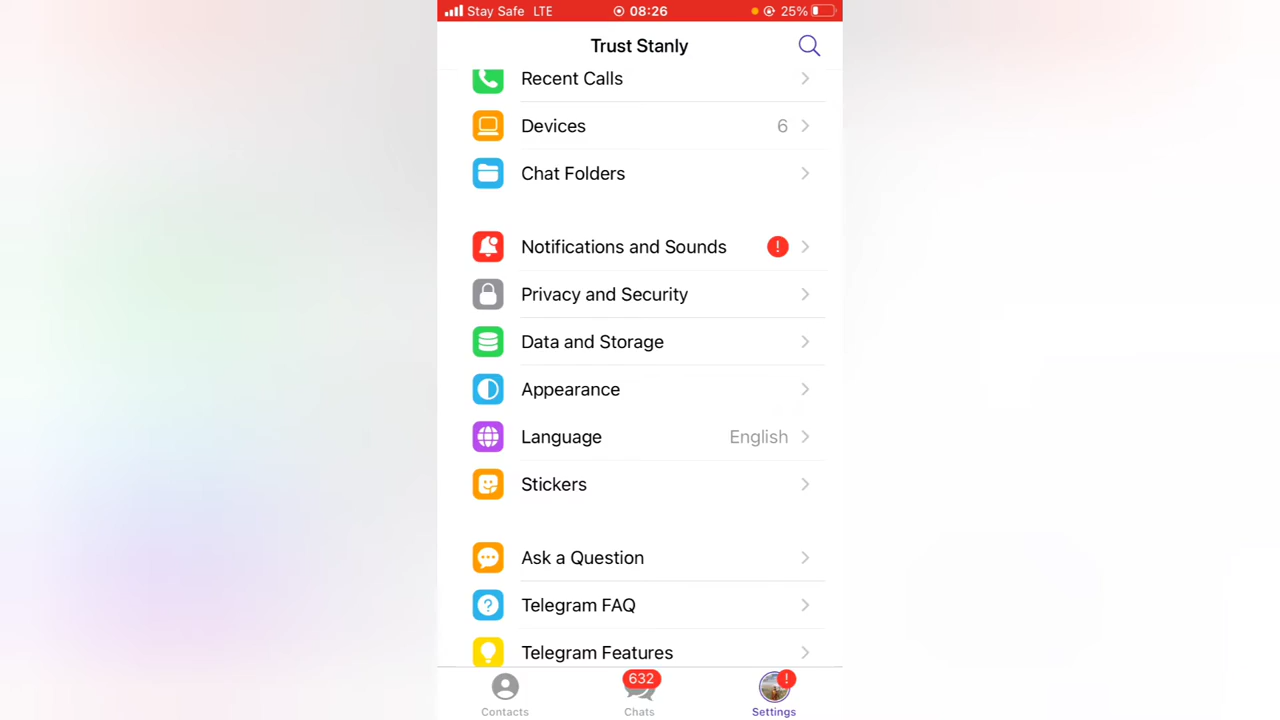 Stay Safe LTE 08:26 25%
Trust Stanly
Recent Calls
Devices 6
Chat Folders
Notifications and Sounds !
Privacy and Security
Data and Storage
Appearance
Language English
Stickers
Ask a Question
Telegram FAQ
Telegram Features
632 !
Contacts Chats Settings